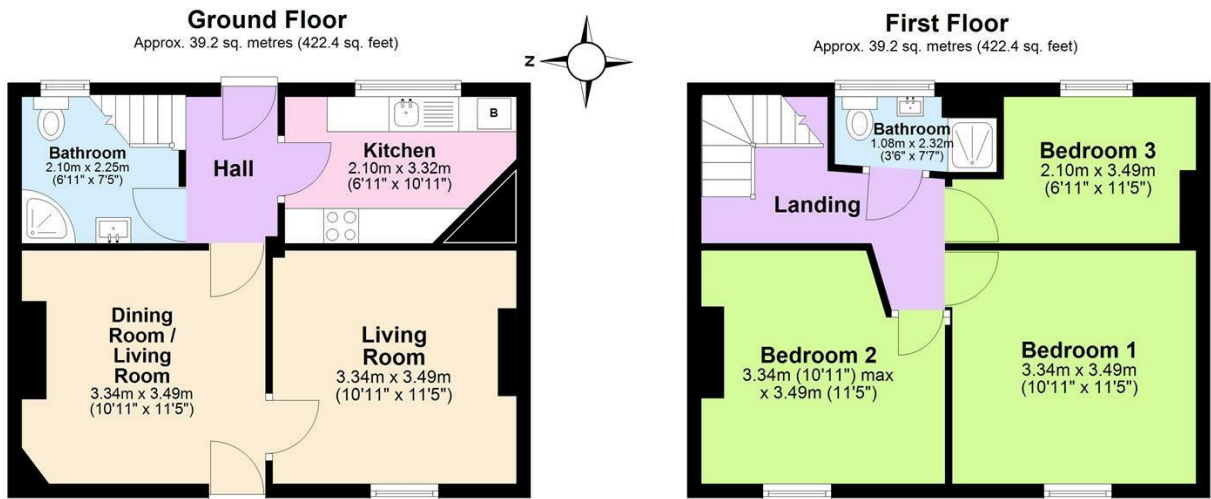 Ground Floor
Approx. 39.2 sq. metres (422.4 sq. feet)
N
First Floor
Approx. 39.2 sq. metres (422.4 sq. feet)
Bathroom
2.10m x 2.25m
(6'11" x 7'5")
Hall
Kitchen
2.10m x 3.32m
(6'11" x 10'11")
B
Dining
Room /
Living
Room
3.34m x 3.49m
(10'11" x 11'5")
Living
Room
3.34m x 3.49m
(10'11" x 11'5")
Bathroom
1.08m x 2.32m
(3'6" x 7'7")
Bedroom 3
2.10m x 3.49m
(6'11" x 11'5")
Landing
Bedroom 2
3.34m (10'11") max
x 3.49m (11'5")
Bedroom 1
3.34m x 3.49m
(10'11" x 11'5")